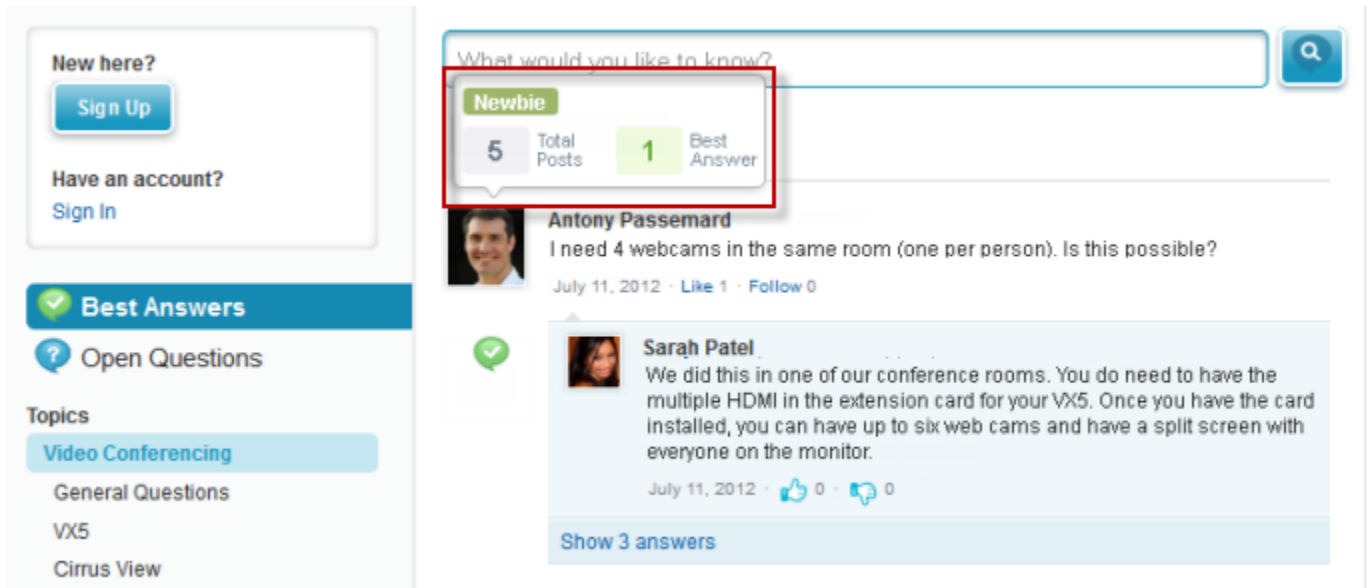 New here?
Sign Up
Have an account?
Sign In
Best Answers
Open Questions
Topics
Video Conferencing
General Questions
VX5
Cirrus View
What would you like to know?
Newbie
5 Total Posts 1 Best Answer
Antony Passemard
I need 4 webcams in the same room (one per person). Is this possible?
July 11, 2012 · Like 1 · Follow 0
Sarah Patel
We did this in one of our conference rooms. You do need to have the
multiple HDMI in the extension card for your VX5. Once you have the card
installed, you can have up to six web cams and have a split screen with
everyone on the monitor.
July 11, 2012 · 0 · 0
Show 3 answers